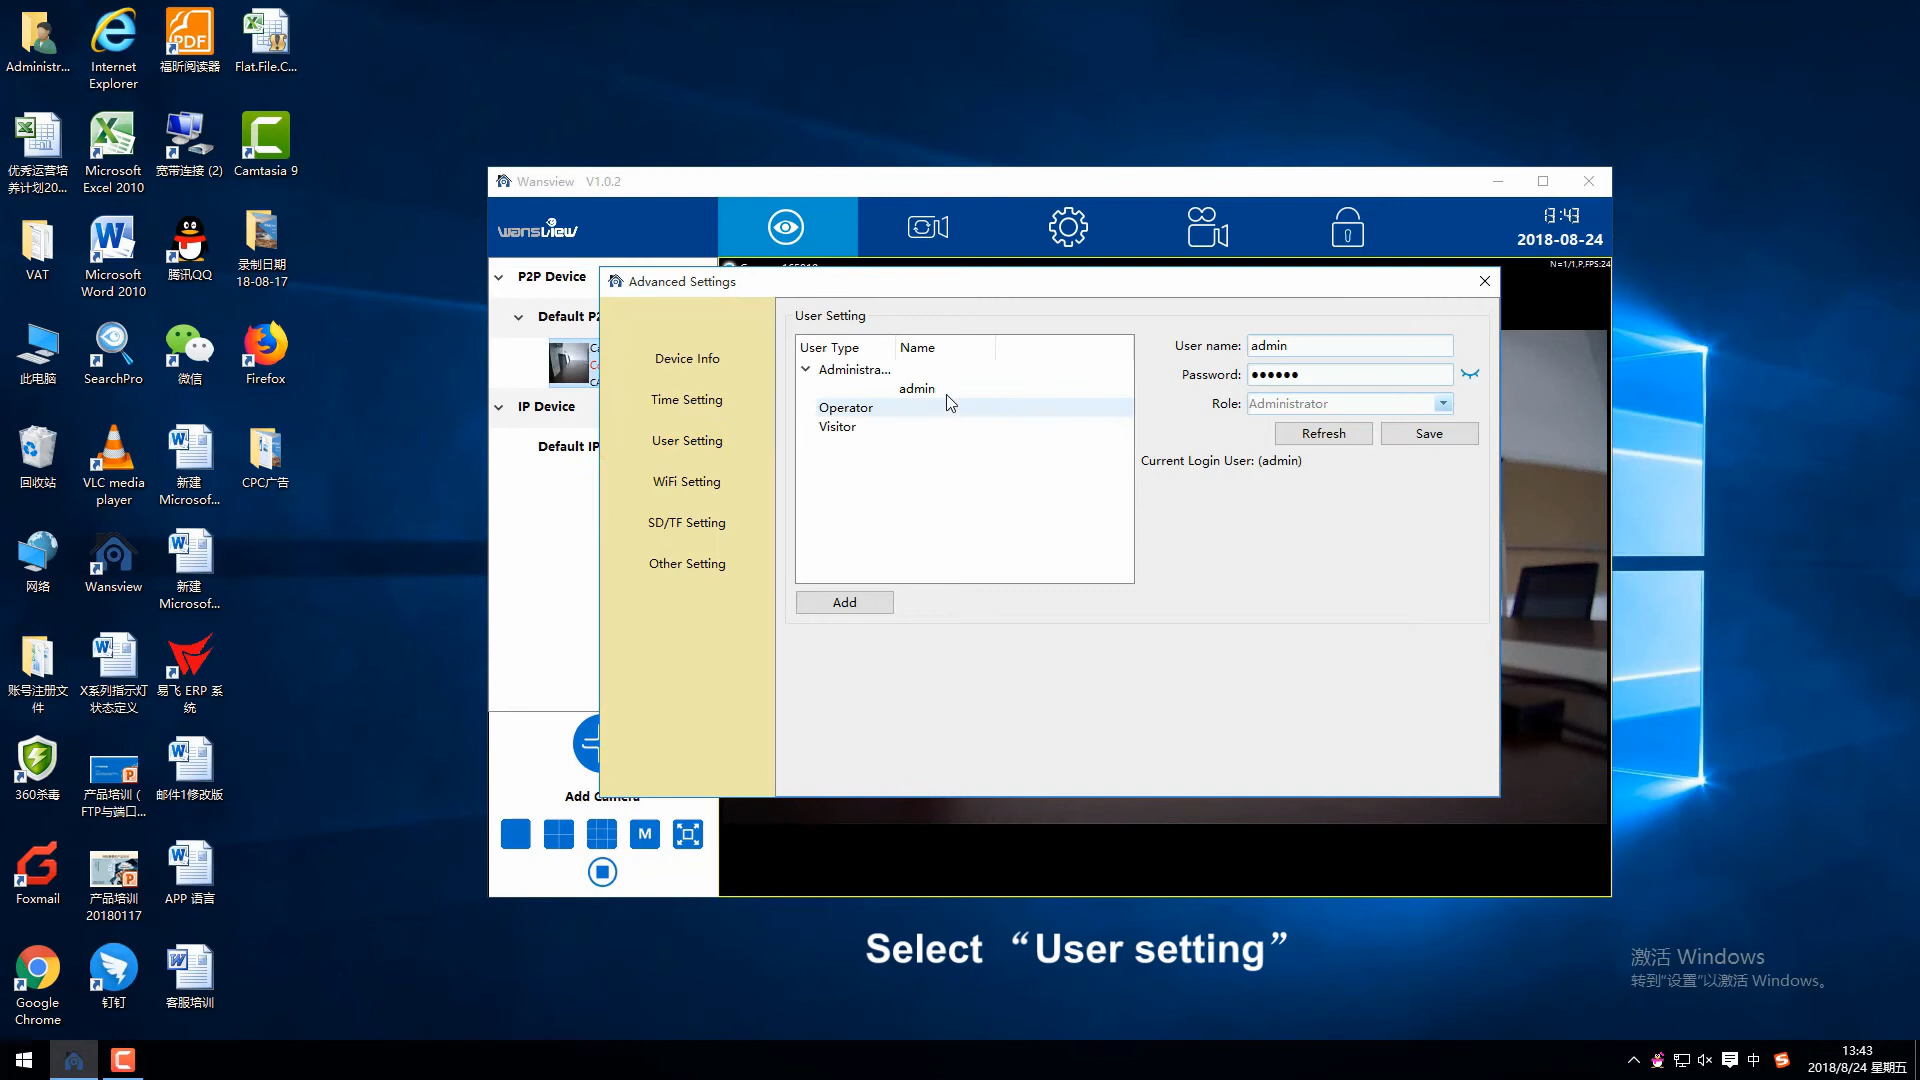 Administr...
Internet
Explorer
福昕阅读器
Flat.File.C...
优秀运营培
养计划20...
Microsoft
Excel 2010
宽带连接 (2)
Camtasia 9
VAT
Microsoft
Word 2010
腾讯QQ
录制日期
18-08-17
此电脑
SearchPro
微信
Firefox
回收站
VLC media
player
新建
Microsof...
CPC广告
网络
Wansview
新建
Microsof...
账号注册文
件
X系列指示灯
状态定义
易飞 ERP 系
统
360杀毒
产品培训 (
FTP与端口...
邮件1修改版
Foxmail
产品培训
20180117
APP 语言
Google
Chrome
钉钉
客服培训
Wansview V1.0.2
wansview
13:43
2018-08-24
N=1/1,P,FPS:24
P2P Device
Default P2
IP Device
Default IP
Add Camera
M
Advanced Settings
Device Info
Time Setting
User Setting
WiFi Setting
SD/TF Setting
Other Setting
User Setting
User Type Name
Administra...
admin
Operator
Visitor
Add
User name: admin
Password: ●●●●●●
Role: Administrator
Refresh Save
Current Login User: (admin)
Select “User setting”
激活 Windows
转到"设置"以激活 Windows。
中
13:43
2018/8/24 星期五